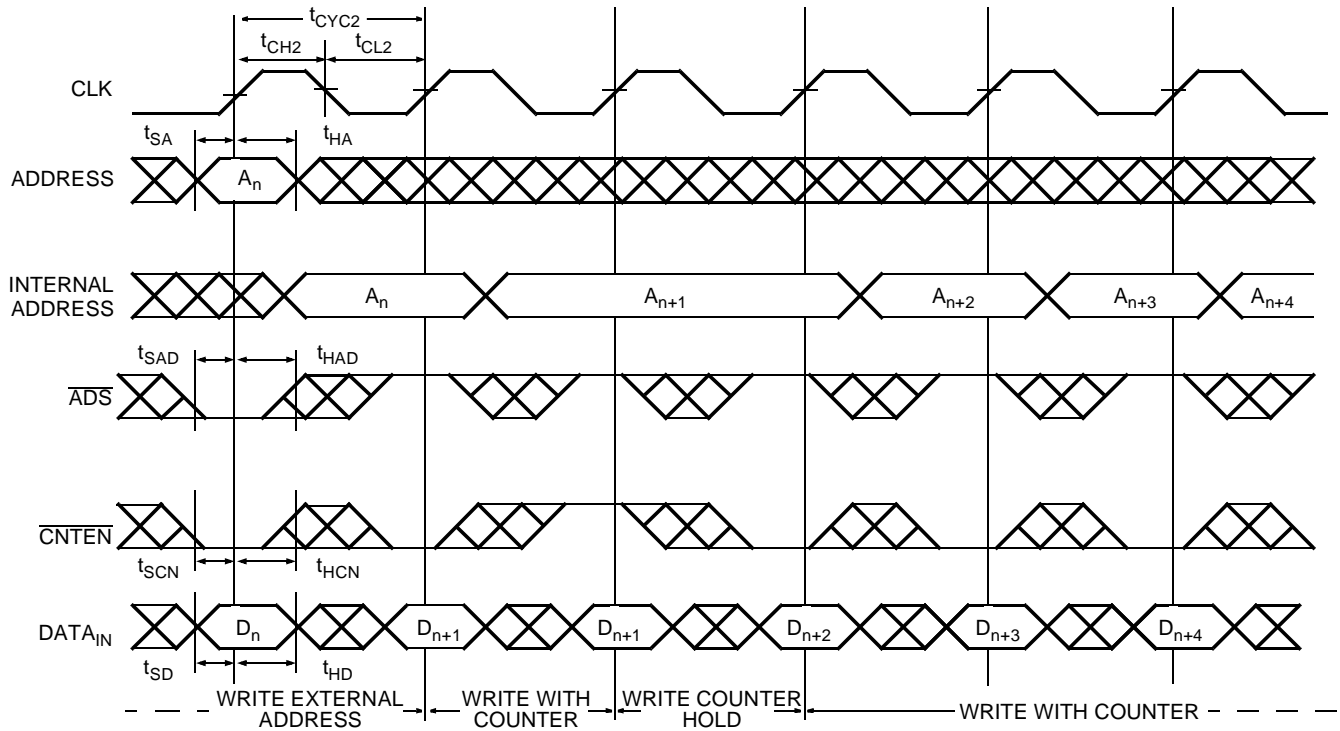 tCYC2
tCH2 tCL2
CLK
tSA tHA
ADDRESS An
INTERNAL
ADDRESS An An+1 An+2 An+3 An+4
tSAD tHAD
ADS
CNTEN
tSCN tHCN
DATAIN Dn Dn+1 Dn+1 Dn+2 Dn+3 Dn+4
tSD tHD
WRITE EXTERNAL
ADDRESS
WRITE WITH
COUNTER
WRITE COUNTER
HOLD
WRITE WITH COUNTER